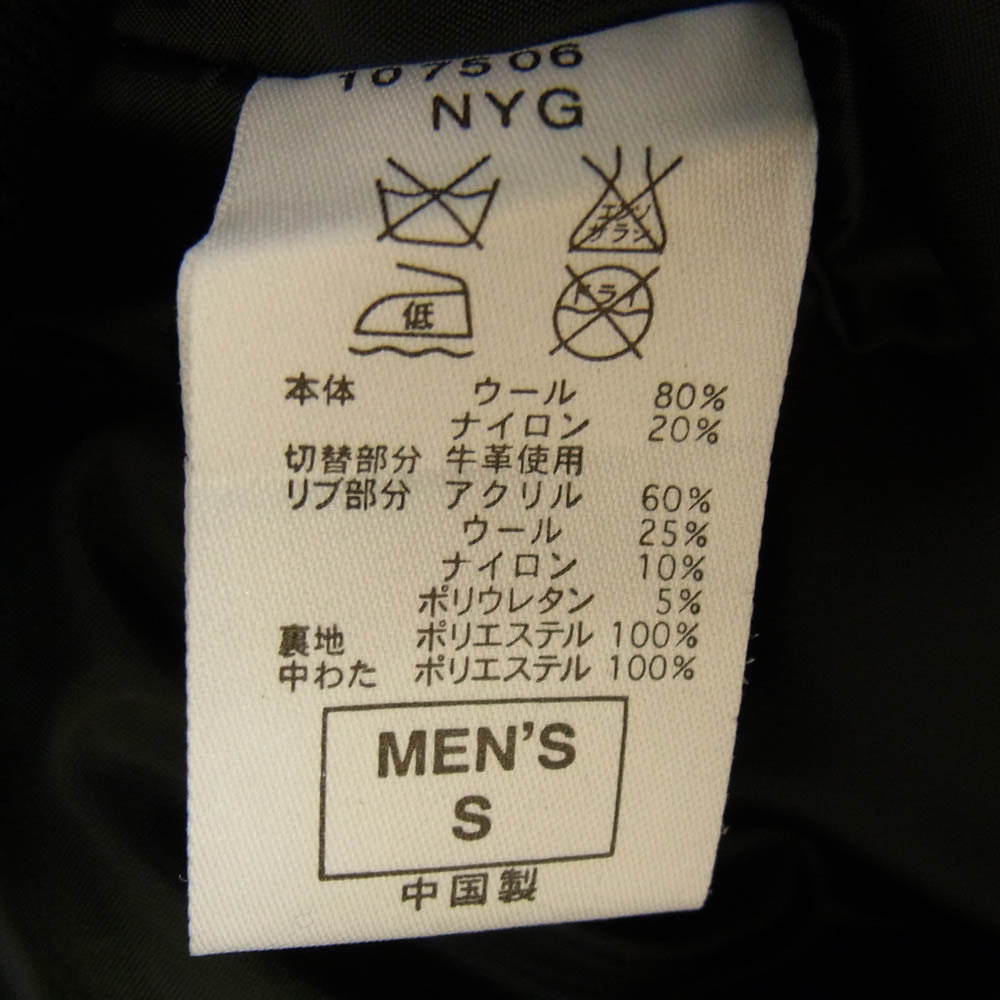 107506
NYG
エンソ
サラシ
低
ドライ
本体 ウール 80%
ナイロン 20%
切替部分 牛革使用
リブ部分 アクリル 60%
ウール 25%
ナイロン 10%
ポリウレタン 5%
裏地 ポリエステル 100%
中わた ポリエステル 100%
MEN'S
S
中国製